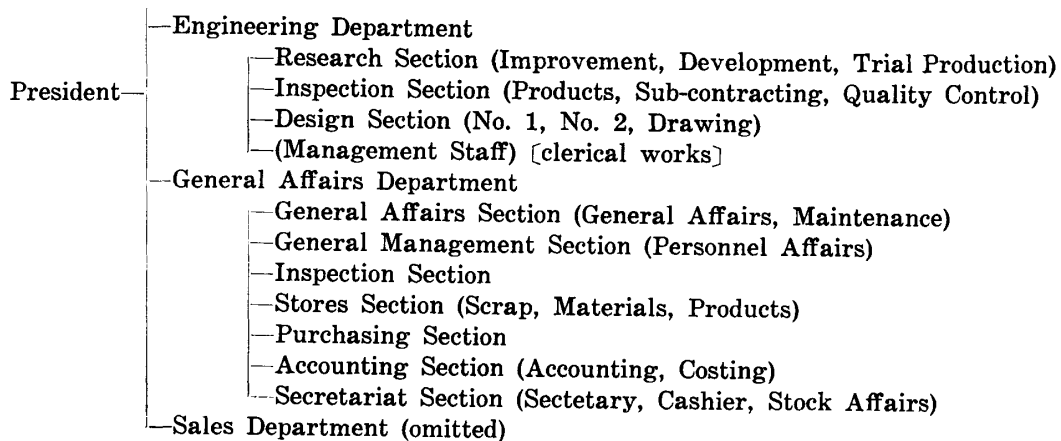 Engineering Department
Research Section (Improvement, Development, Trial Production)
President
Inspection Section (Products, Sub-contracting, Quality Control)
Design Section (No. 1, No. 2, Drawing)
(Management Staff) [clerical works]
General Affairs Department
General Affairs Section (General Affairs, Maintenance)
General Management Section (Personnel Affairs)
Inspection Section
Stores Section (Scrap, Materials, Products)
Purchasing Section
Accounting Section (Accounting, Costing)
Secretariat Section (Sectetary, Cashier, Stock Affairs)
Sales Department (omitted)